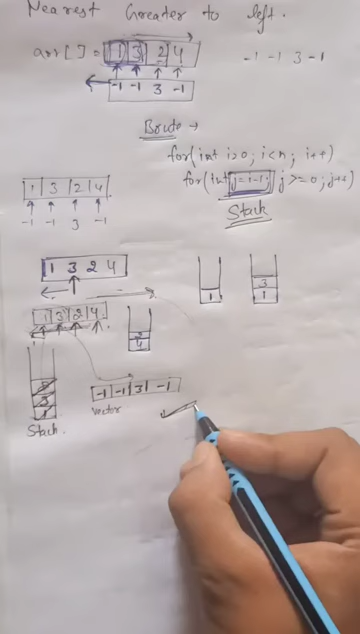 Nearest Greater to left.
arr[] = 1 3 2 4
-1 -1 3 -1
-1 -1 3 -1
Brute →
for(int i=0; i<n; i++)
for(int j=i-1; j>=0; j++)
Stack
1 3 2 4
-1 -1 3 -1
1 3 2 4
1
3
1
1 3 2 4
4
3
1
-1 -1 3 -1
vector
Stack.